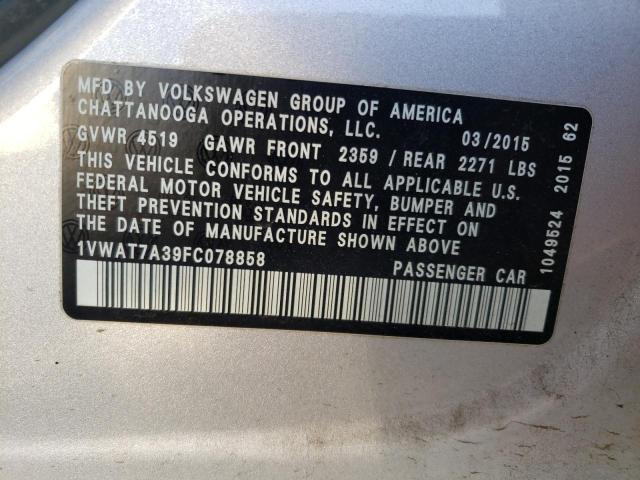 MFD BY VOLKSWAGEN GROUP OF AMERICA
CHATTANOOGA OPERATIONS, LLC. 03/2015
GVWR 4519 GAWR FRONT 2359 / REAR 2271 LBS
THIS VEHICLE CONFORMS TO ALL APPLICABLE U.S.
FEDERAL MOTOR VEHICLE SAFETY, BUMPER AND
THEFT PREVENTION STANDARDS IN EFFECT ON
THE DATE OF MANUFACTURE SHOWN ABOVE
1VWAT7A39FC078858 PASSENGER CAR
1049524 2015 62